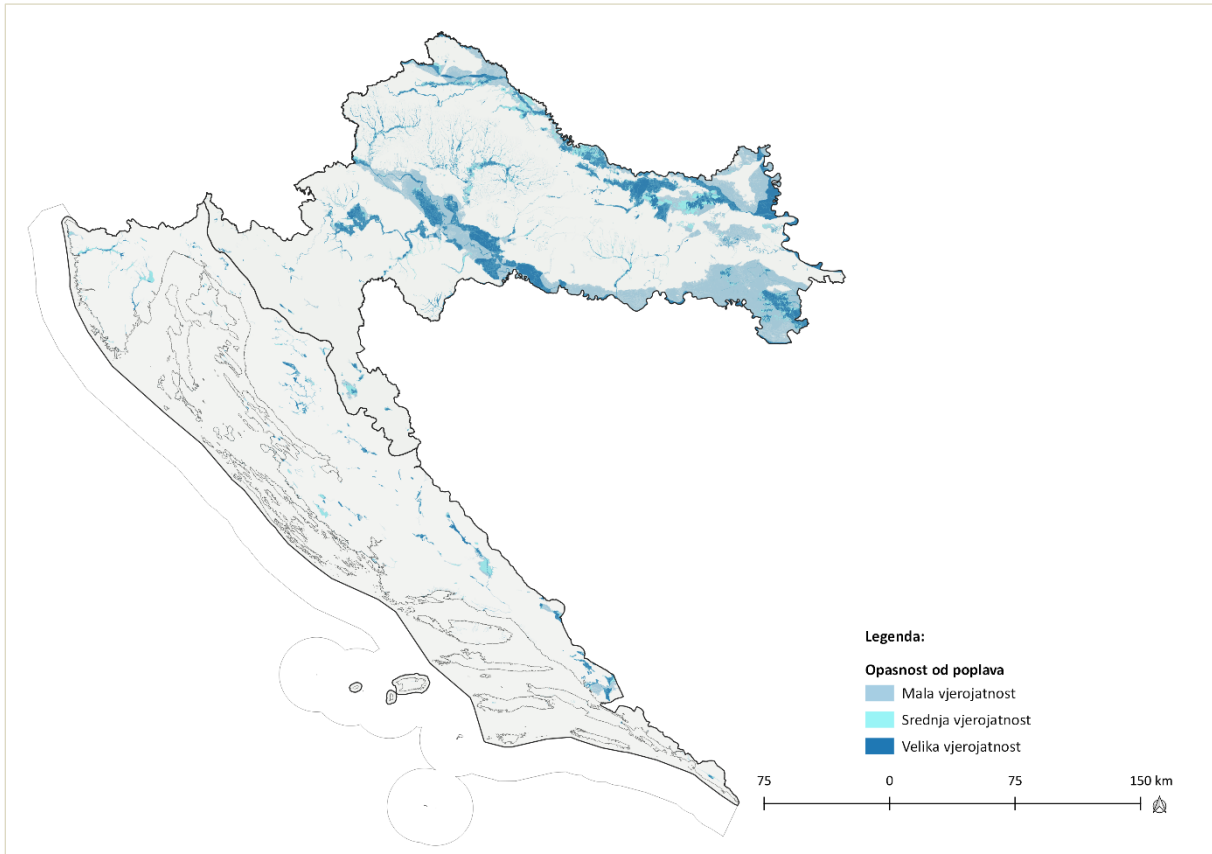 Legenda:
Opasnost od poplava
Mala vjerojatnost
Srednja vjerojatnost
Velika vjerojatnost
75 0 75 150 km